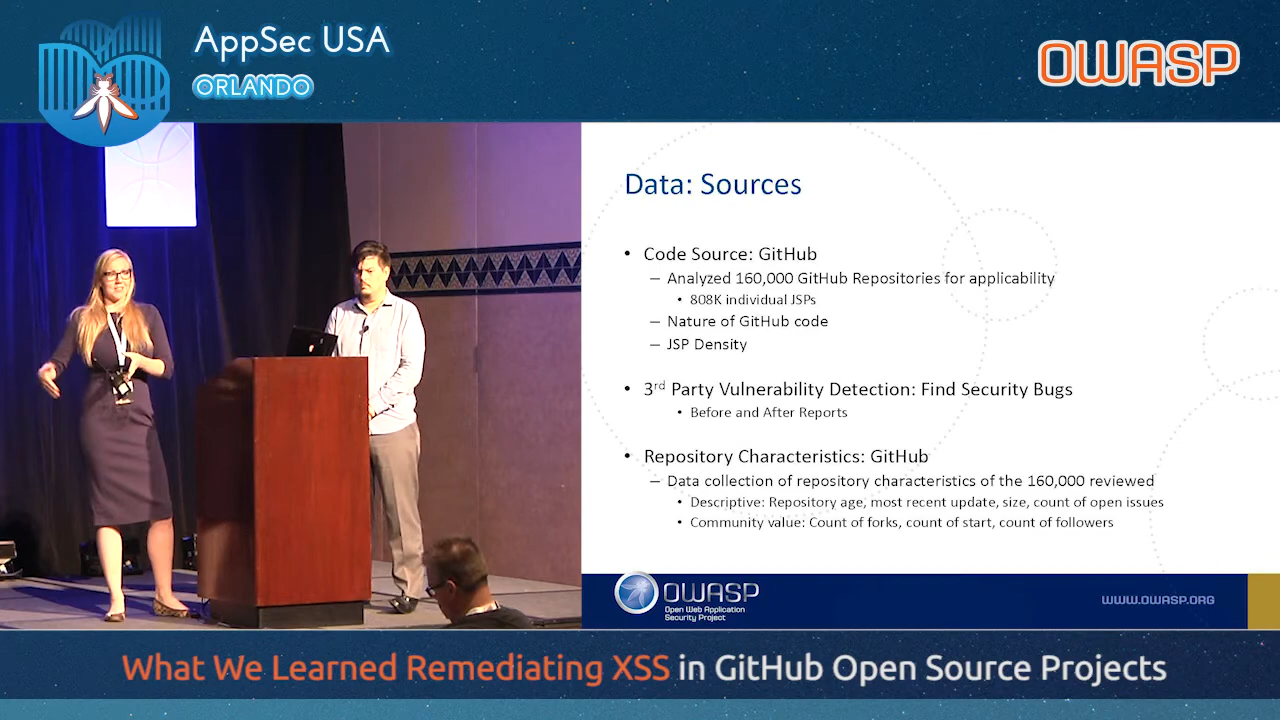 AppSec USA
ORLANDO
OWASP
Data: Sources
• Code Source: GitHub
– Analyzed 160,000 GitHub Repositories for applicability
• 808K individual JSPs
– Nature of GitHub code
– JSP Density
• 3rd Party Vulnerability Detection: Find Security Bugs
• Before and After Reports
• Repository Characteristics: GitHub
– Data collection of repository characteristics of the 160,000 reviewed
• Descriptive: Repository age, most recent update, size, count of open issues
• Community value: Count of forks, count of start, count of followers
OWASP
Open Web Application
Security Project
WWW.OWASP.ORG
What We Learned Remediating XSS in GitHub Open Source Projects